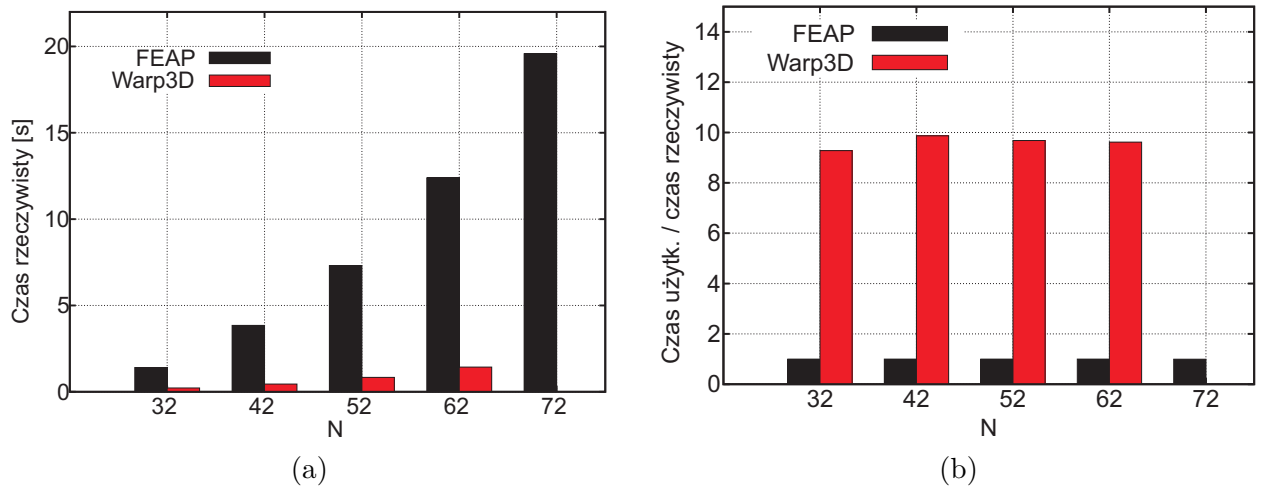 FEAP
Warp3D
Czas rzeczywisty [s]
20
15
10
5
0
32 42 52 62 72
N
(a)
FEAP
Warp3D
Czas użytk. / czas rzeczywisty
14
12
10
8
6
4
2
0
32 42 52 62 72
N
(b)